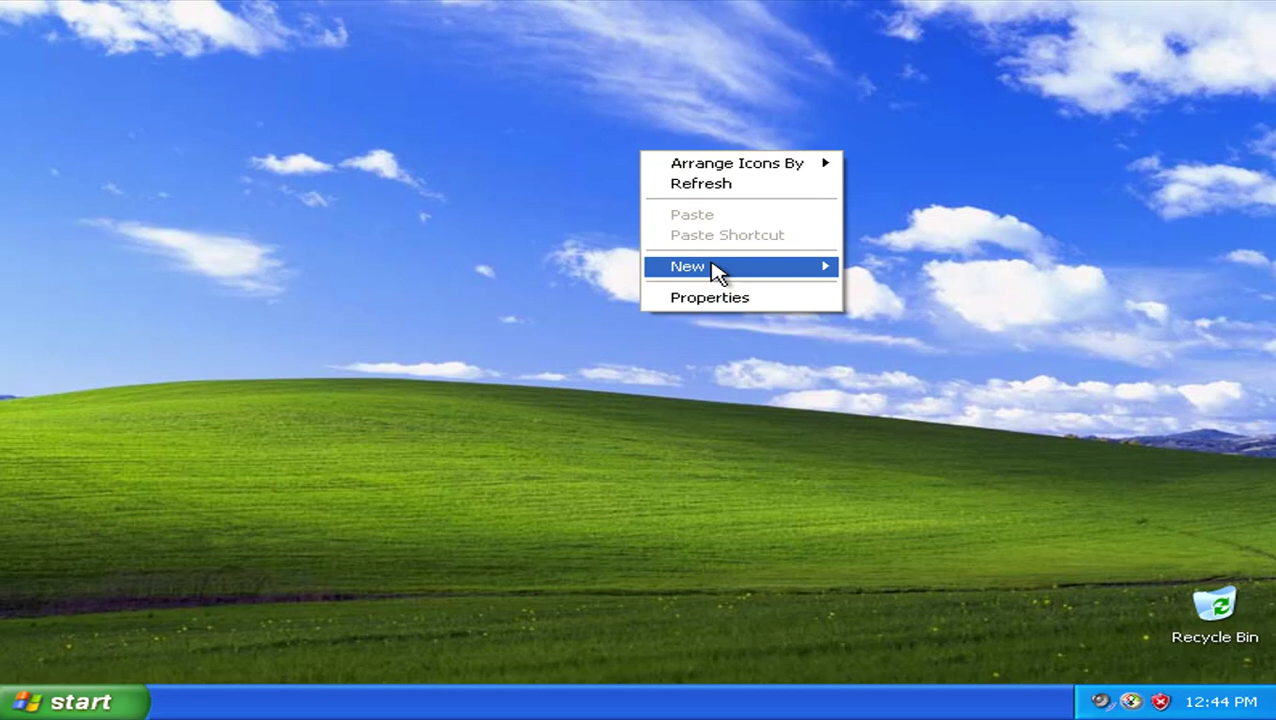 Arrange Icons By
Refresh
Paste
Paste Shortcut
New
Properties
Recycle Bin
start
12:44 PM